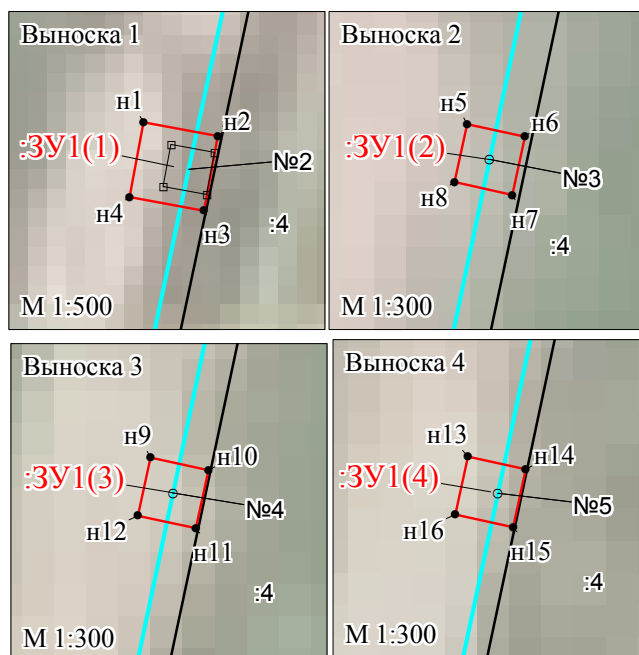 Выноска 1
н1
н2
:ЗУ1(1)
№2
н4
н3
:4
М 1:500
Выноска 2
н5
н6
:ЗУ1(2)
№3
н8
н7
:4
М 1:300
Выноска 3
н9
н10
:ЗУ1(3)
№4
н12
н11
:4
М 1:300
Выноска 4
н13
н14
:ЗУ1(4)
№5
н16
н15
:4
М 1:300